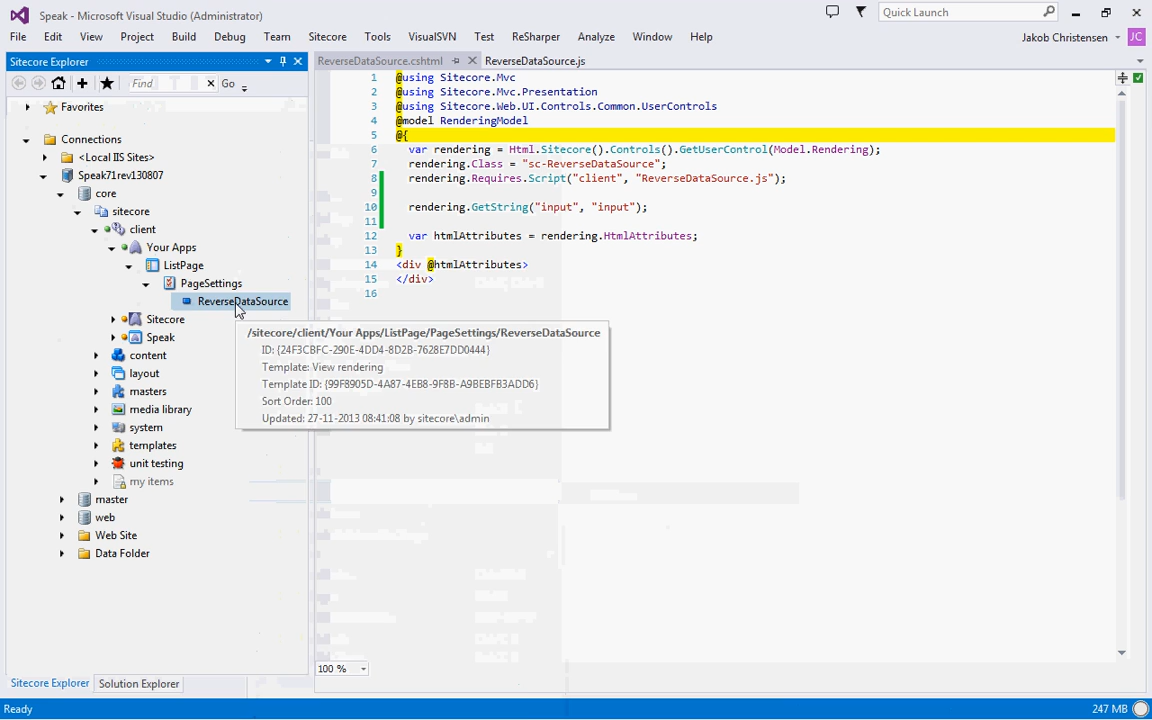 Speak - Microsoft Visual Studio (Administrator)
Quick Launch
File Edit View Project Build Debug Team Sitecore Tools VisualSVN Test ReSharper Analyze Window Help
Jakob Christensen JC
Sitecore Explorer
Find
Go
Favorites
Connections
<Local IIS Sites>
Speak71rev130807
core
sitecore
client
Your Apps
ListPage
PageSettings
ReverseDataSource
Sitecore
Speak
content
layout
masters
media library
system
templates
unit testing
my items
master
web
Web Site
Data Folder
/sitecore/client/Your Apps/ListPage/PageSettings/ReverseDataSource
ID: {24F3CBFC-290E-4DD4-8D2B-7628E7DD0444}
Template: View rendering
Template ID: {99F8905D-4A87-4EB8-9F8B-A9BEBFB3ADD6}
Sort Order: 100
Updated: 27-11-2013 08:41:08 by sitecore\admin
ReverseDataSource.cshtml
ReverseDataSource.js
1 @using Sitecore.Mvc
2 @using Sitecore.Mvc.Presentation
3 @using Sitecore.Web.UI.Controls.Common.UserControls
4 @model RenderingModel
5 @{
6 var rendering = Html.Sitecore().Controls().GetUserControl(Model.Rendering);
7 rendering.Class = "sc-ReverseDataSource";
8 rendering.Requires.Script("client", "ReverseDataSource.js");
9
10 rendering.GetString("input", "input");
11
12 var htmlAttributes = rendering.HtmlAttributes;
13 }
14 <div @htmlAttributes>
15 </div>
16
100 %
Sitecore Explorer
Solution Explorer
Ready
247 MB